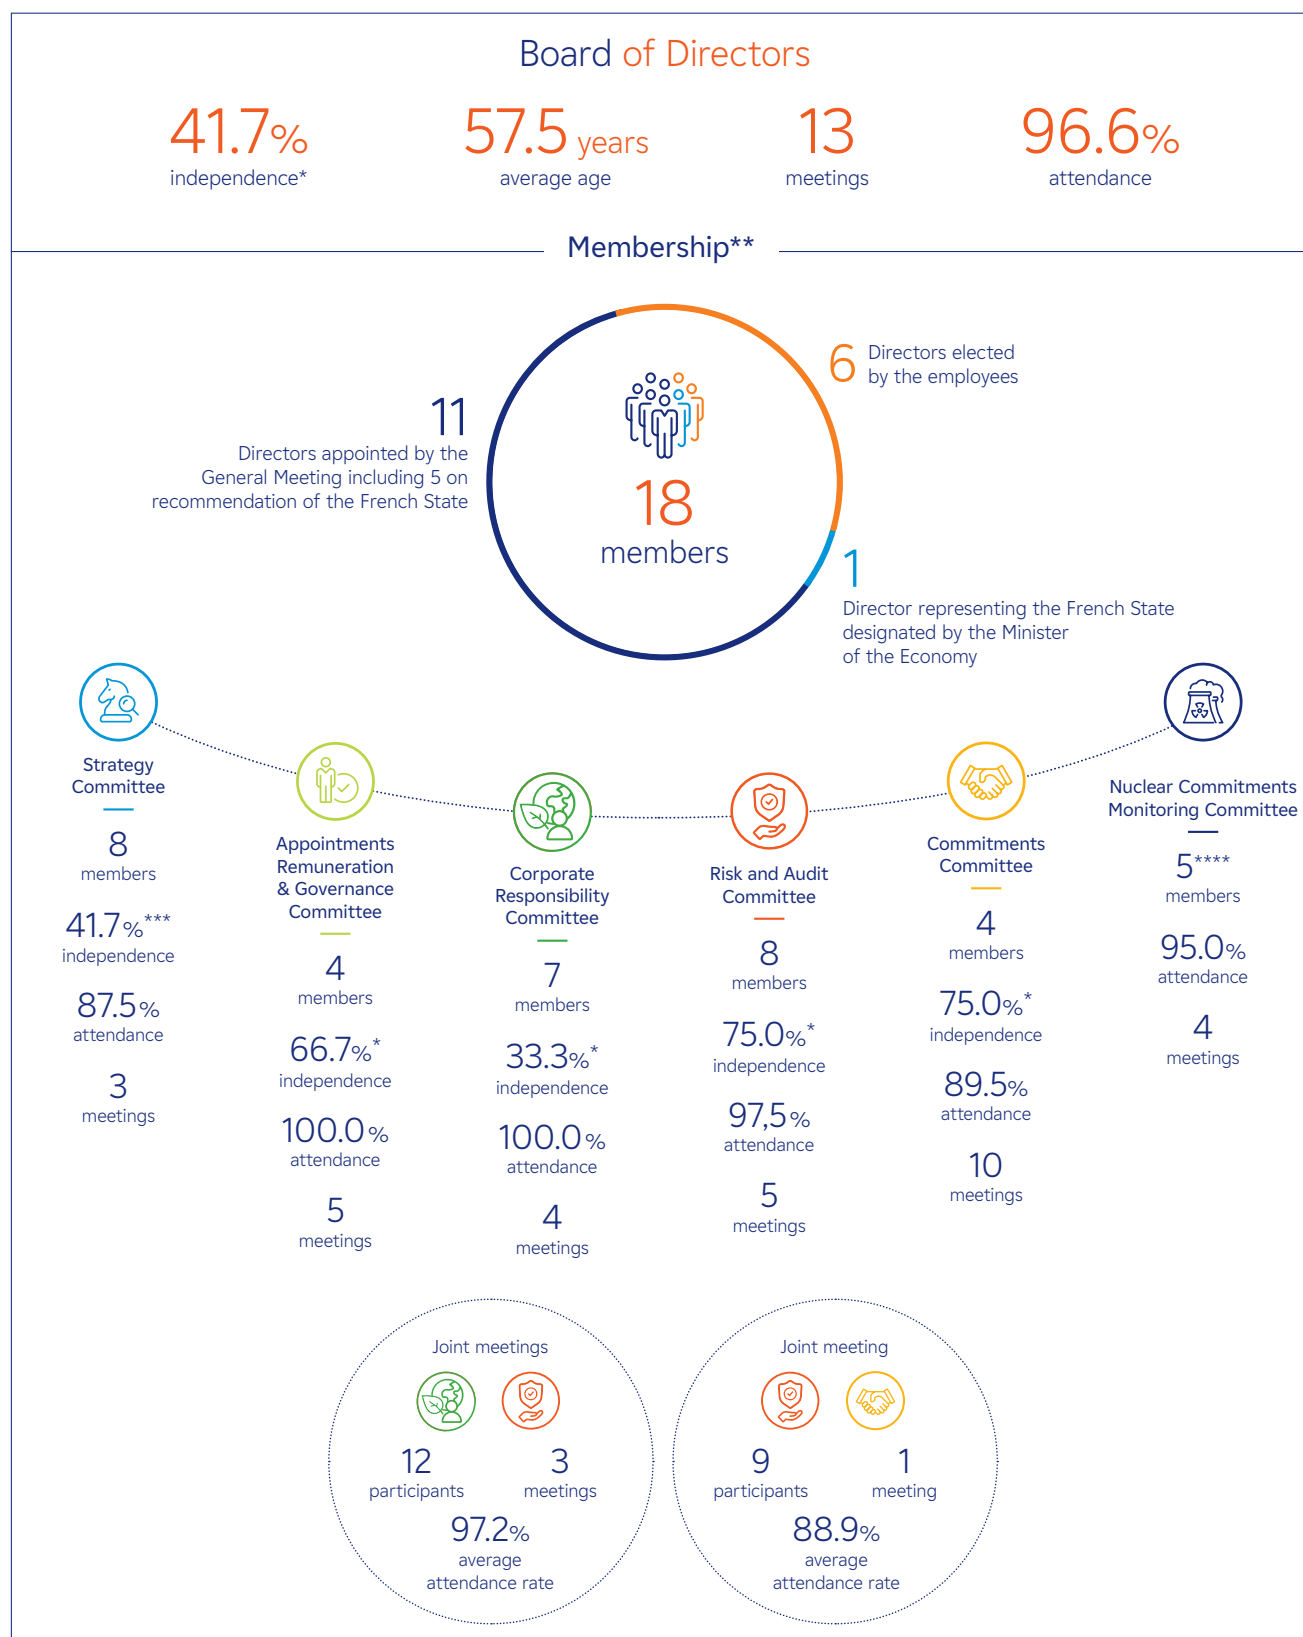 Board of Directors
41.7%
independence*
57.5 years
average age
13
meetings
96.6%
attendance
Membership**
11
Directors appointed by the
General Meeting including 5 on
recommendation of the French State
18
members
6
Directors elected
by the employees
1
Director representing the French State
designated by the Minister
of the Economy
Strategy
Committee
8
members
41.7%***
independence
87.5%
attendance
3
meetings
Appointments
Remuneration
& Governance
Committee
4
members
66.7%*
independence
100.0%
attendance
5
meetings
Corporate
Responsibility
Committee
7
members
33.3%*
independence
100.0%
attendance
4
meetings
Risk and Audit
Committee
8
members
75.0%*
independence
97,5%
attendance
5
meetings
Commitments
Committee
4
members
75.0%*
independence
89.5%
attendance
10
meetings
Nuclear Commitments
Monitoring Committee
5****
members
95.0%
attendance
4
meetings
Joint meetings
12
participants
3
meetings
97.2%
average
attendance rate
Joint meeting
9
participants
1
meeting
88.9%
average
attendance rate